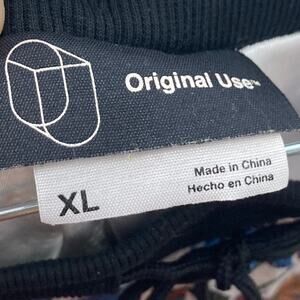 Original Use™
XL
Made in China
Hecho en China